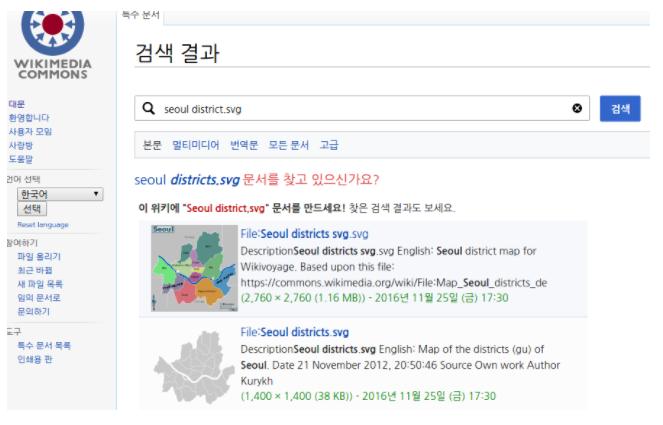 특수 문서
WIKIMEDIA
COMMONS
검색 결과
seoul district.svg
검색
대문
환영합니다
사용자 모임
사랑방
도움말
본문 멀티미디어 번역문 모든 문서 고급
언어 선택
한국어
선택
Reset language
seoul districts.svg 문서를 찾고 있으신가요?
이 위키에 "Seoul district.svg" 문서를 만드세요! 찾은 검색 결과도 보세요.
참여하기
파일 올리기
최근 바뀜
새 파일 목록
임의 문서로
문의하기
도구
특수 문서 목록
인쇄용 판
Seoul
File:Seoul districts svg.svg
DescriptionSeoul districts svg.svg English: Seoul district map for
Wikivoyage. Based upon this file:
https://commons.wikimedia.org/wiki/File:Map_Seoul_districts_de
(2,760 × 2,760 (1.16 MB)) - 2016년 11월 25일 (금) 17:30
File:Seoul districts.svg
DescriptionSeoul districts.svg English: Map of the districts (gu) of
Seoul. Date 21 November 2012, 20:50:46 Source Own work Author
Kurykh
(1,400 × 1,400 (38 KB)) - 2016년 11월 25일 (금) 17:30